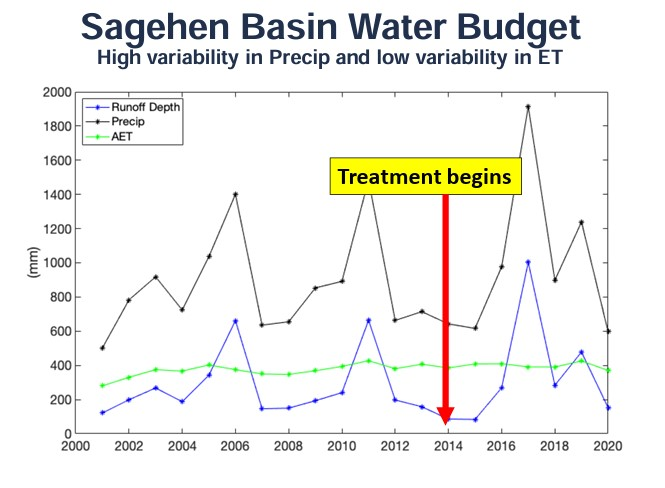 Sagehen Basin Water Budget
High variability in Precip and low variability in ET
2000
1800
1600
1400
1200
1000
800
600
400
200
0
(mm)
Runoff Depth
Precip
AET
Treatment begins
2000 2002 2004 2006 2008 2010 2012 2014 2016 2018 2020